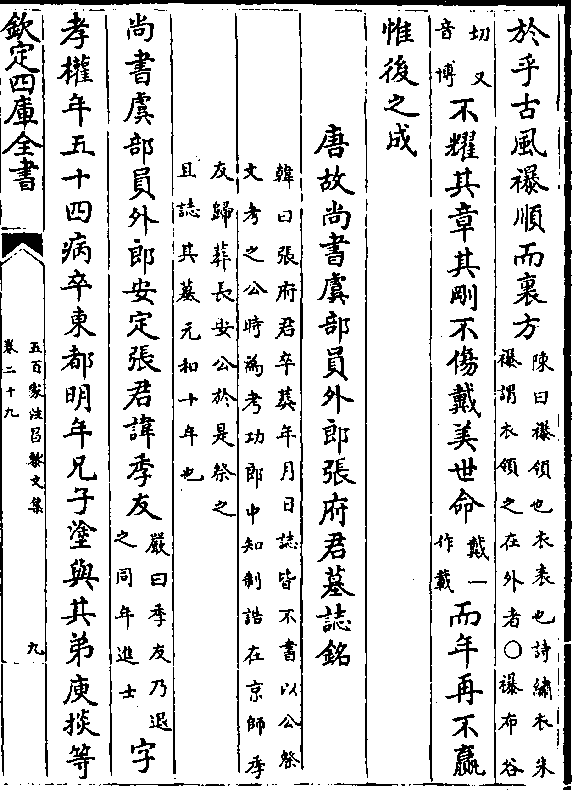 於乎古風襮順而裏方陳曰襮領也衣表也詩繡衣朱
襮謂衣領之在外者○襮布谷
切又
音博不耀其章其剛不傷戴美世命戴一
作載而年再不贏
惟後之成
唐故尚書虞部員外郎張府君墓誌銘
韓曰張府君卒葬年月日誌皆不書以公祭
文考之公時為考功郎中知制誥在京師季
友歸葬長安公於是祭之
且誌其墓元和十年也
尚書虞部員外郎安定張君諱季友嚴曰季友乃退
之同年進士字
孝權年五十四病卒東都明年兄子塗與其弟庾掞等
欽定四庫全書
五百家注昌黎文集
卷二十九
九